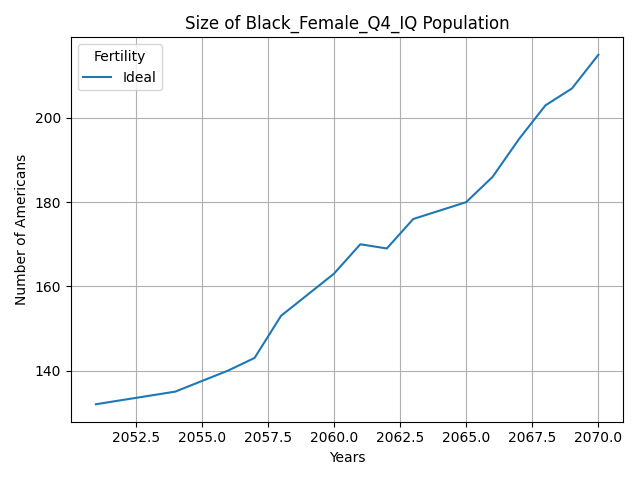 Size of Black_Female_Q4_IQ Population
Fertility
Ideal
Number of Americans
200
180
160
140
2052.5 2055.0 2057.5 2060.0 2062.5 2065.0 2067.5 2070.0
Years